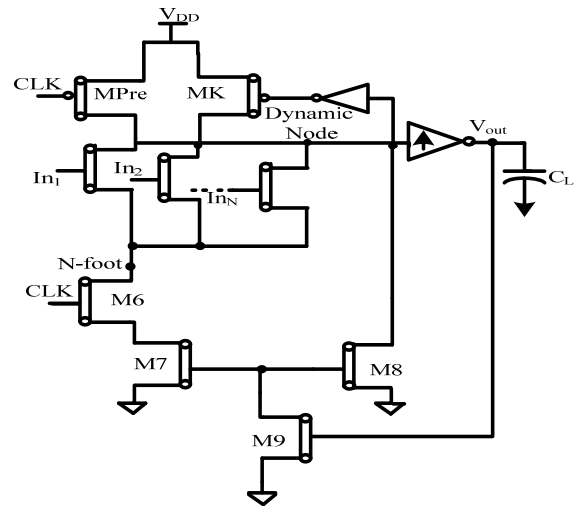 V_DD
CLK
MPre
MK
Dynamic
Node
V_out
C_L
In_1
In_2
In_N
N-foot
CLK
M6
M7
M8
M9